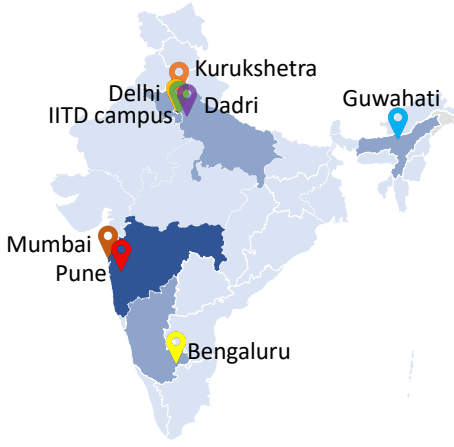 Kurukshetra
Delhi
IITD campus
Dadri
Guwahati
Mumbai
Pune
Bengaluru